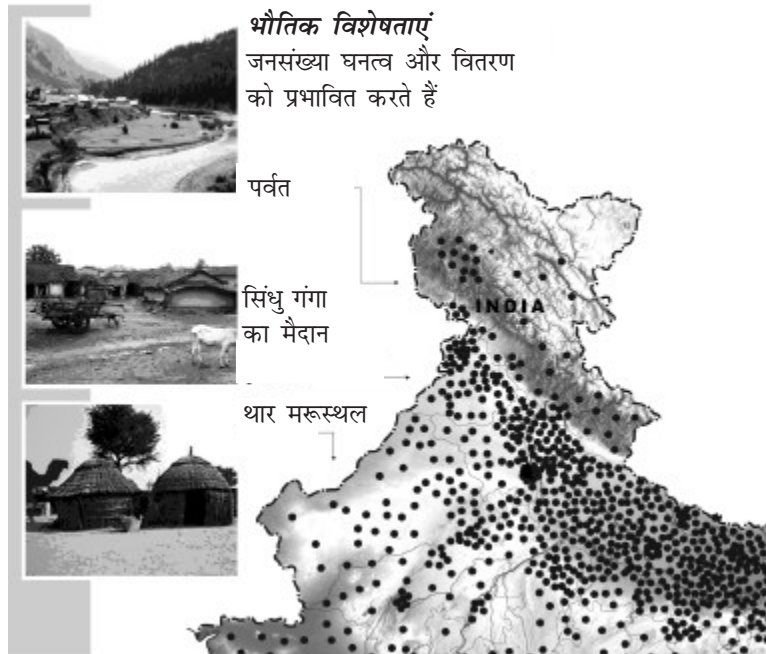 भौतिक विशेषताएं
जनसंख्या घनत्व और वितरण
को प्रभावित करते हैं
पर्वत
सिंधु गंगा
का मैदान
थार मरूस्थल
INDIA